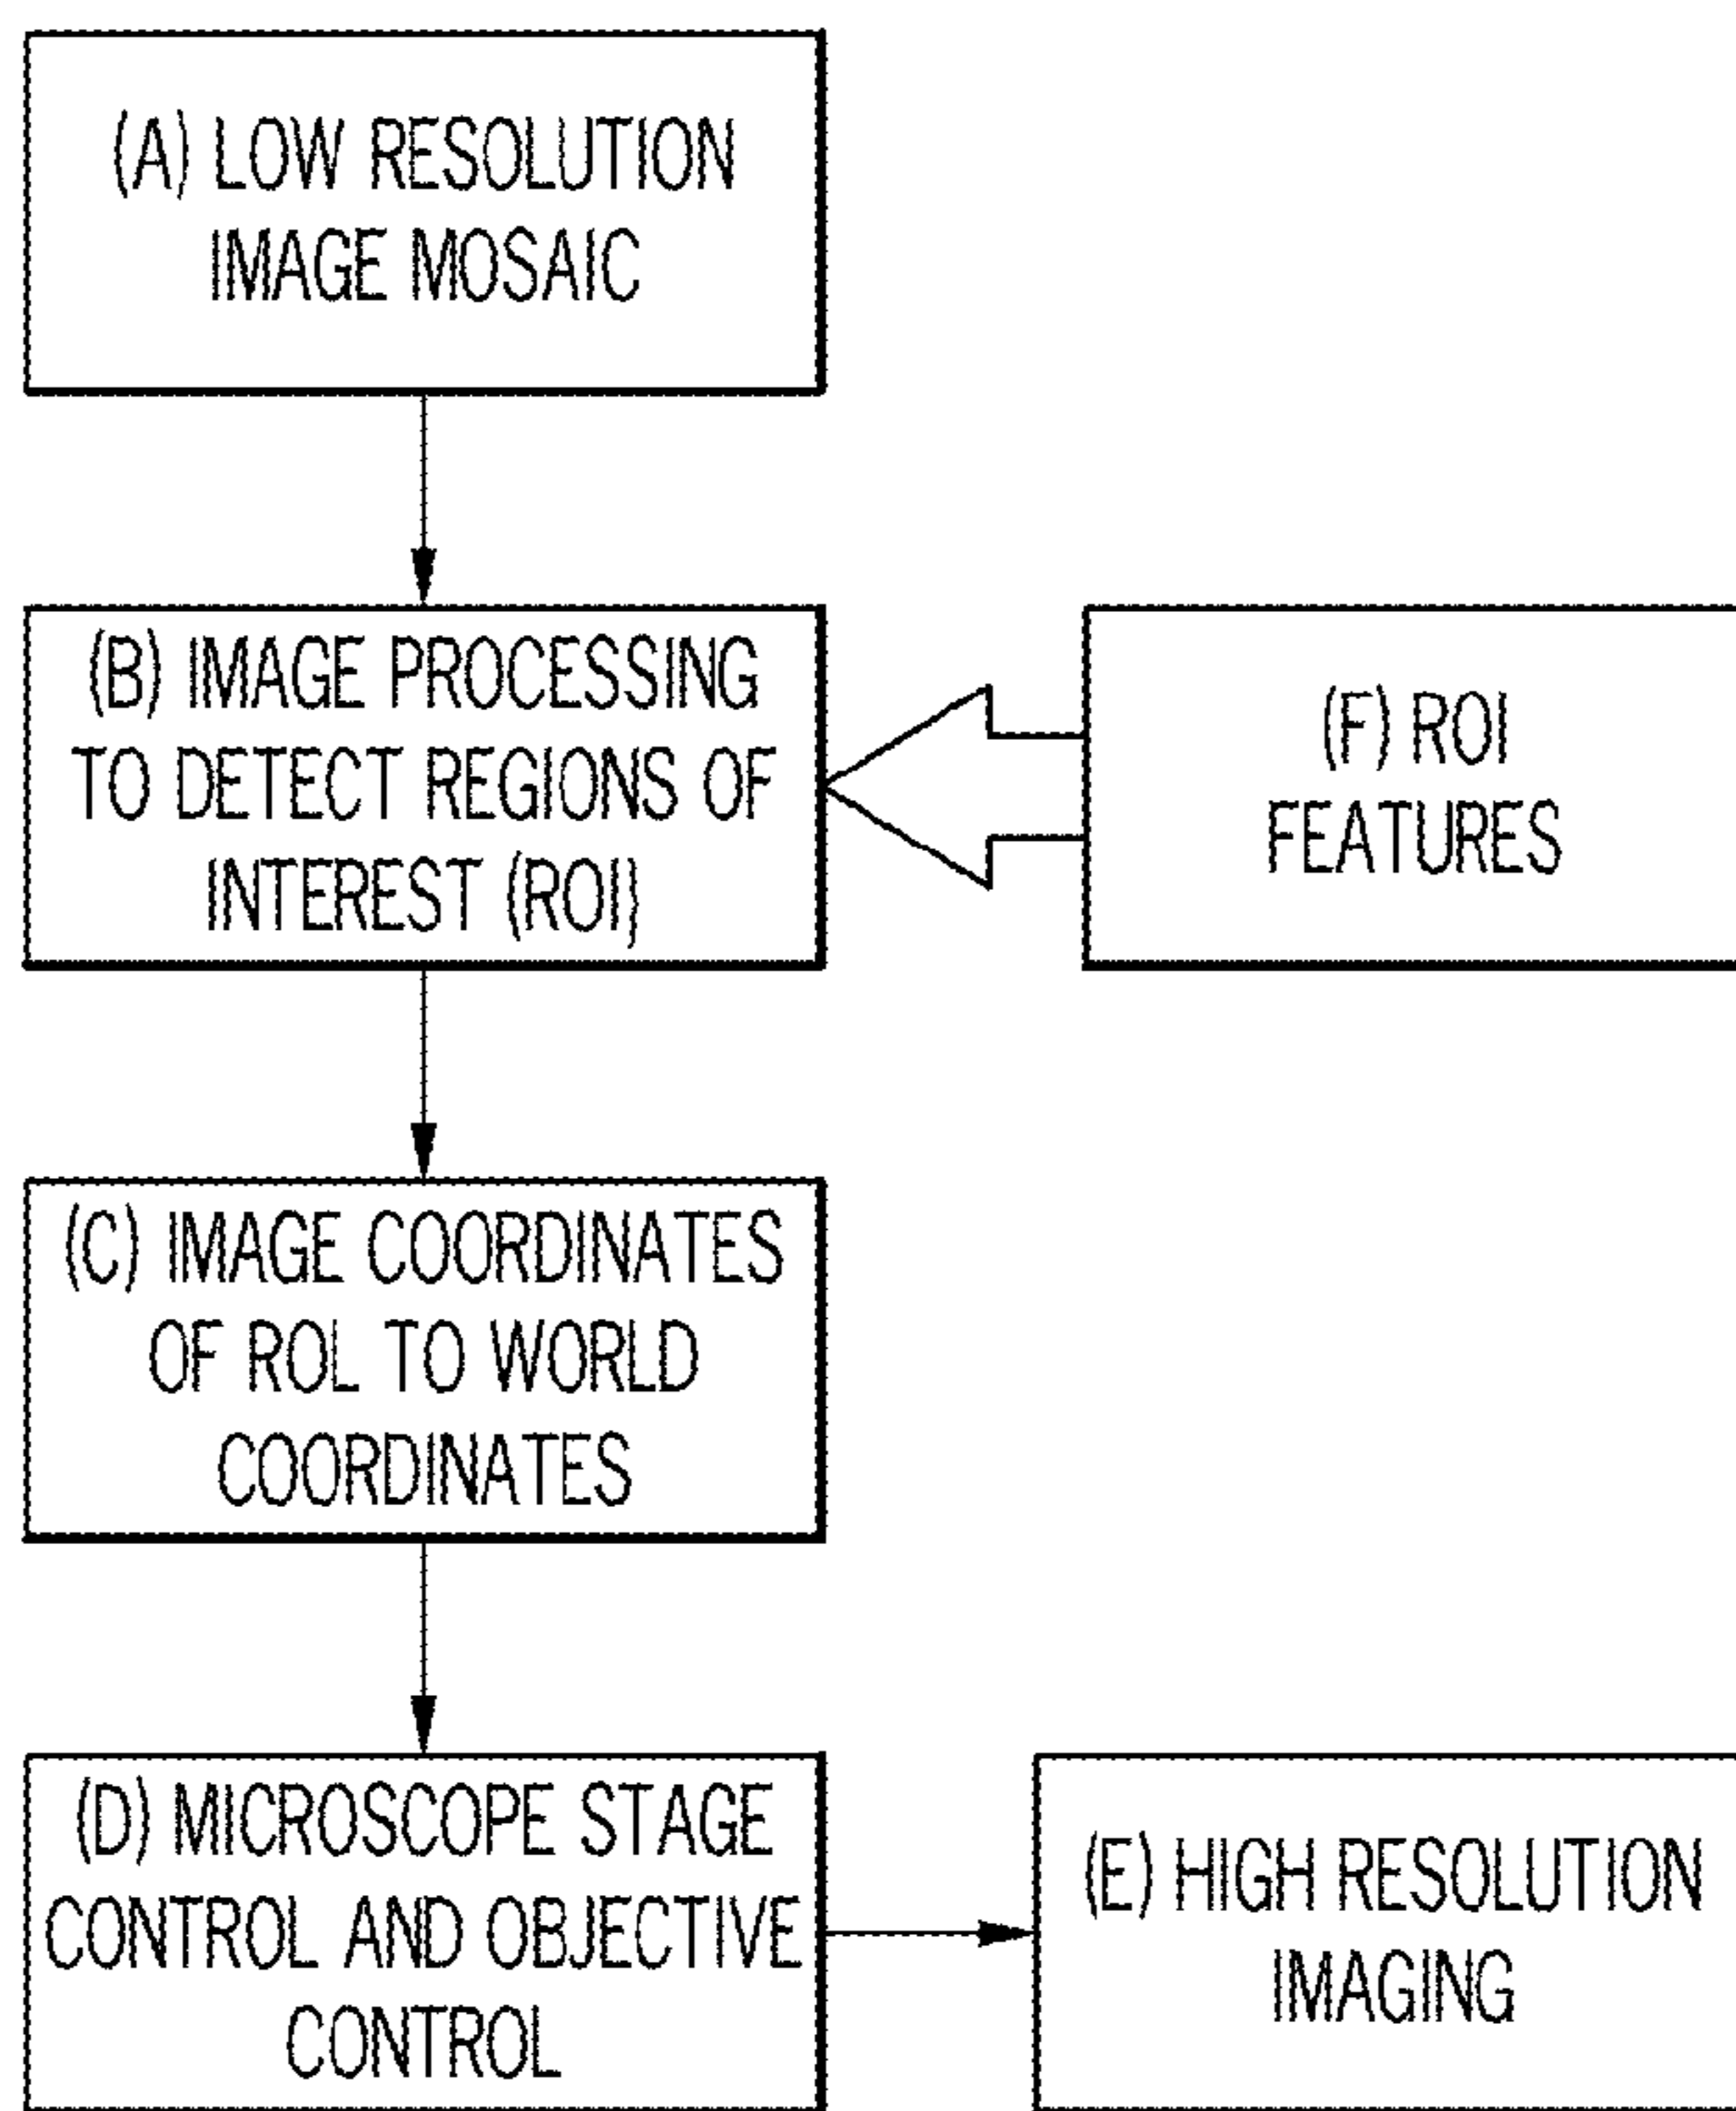 (A) LOW RESOLUTION
IMAGE MOSAIC
(B) IMAGE PROCESSING
TO DETECT REGIONS OF
INTEREST (ROI)
(F) ROI
FEATURES
(C) IMAGE COORDINATES
OF ROL TO WORLD
COORDINATES
(D) MICROSCOPE STAGE
CONTROL AND OBJECTIVE
CONTROL
(E) HIGH RESOLUTION
IMAGING